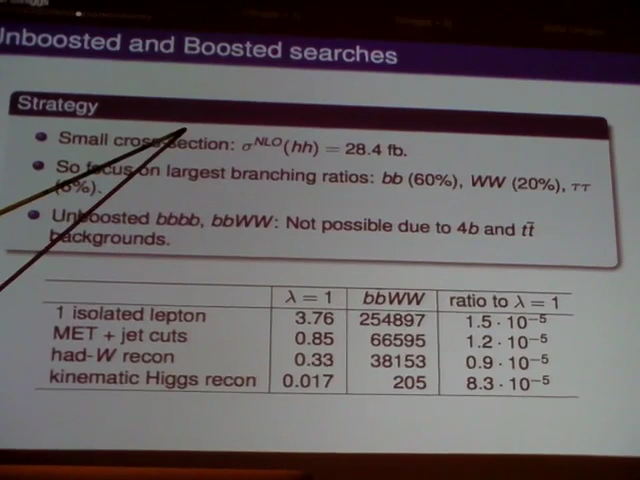 Unboosted and Boosted searches
Strategy
Small cross-section: σ^NLO(hh) = 28.4 fb.
So focus on largest branching ratios: bb (60%), WW (20%), ττ
(6%).
Unboosted bbbb, bbWW: Not possible due to 4b and tt̄
backgrounds.
λ = 1 bbWW ratio to λ = 1
1 isolated lepton 3.76 254897 1.5 · 10^−5
MET + jet cuts 0.85 66595 1.2 · 10^−5
had-W recon 0.33 38153 0.9 · 10^−5
kinematic Higgs recon 0.017 205 8.3 · 10^−5